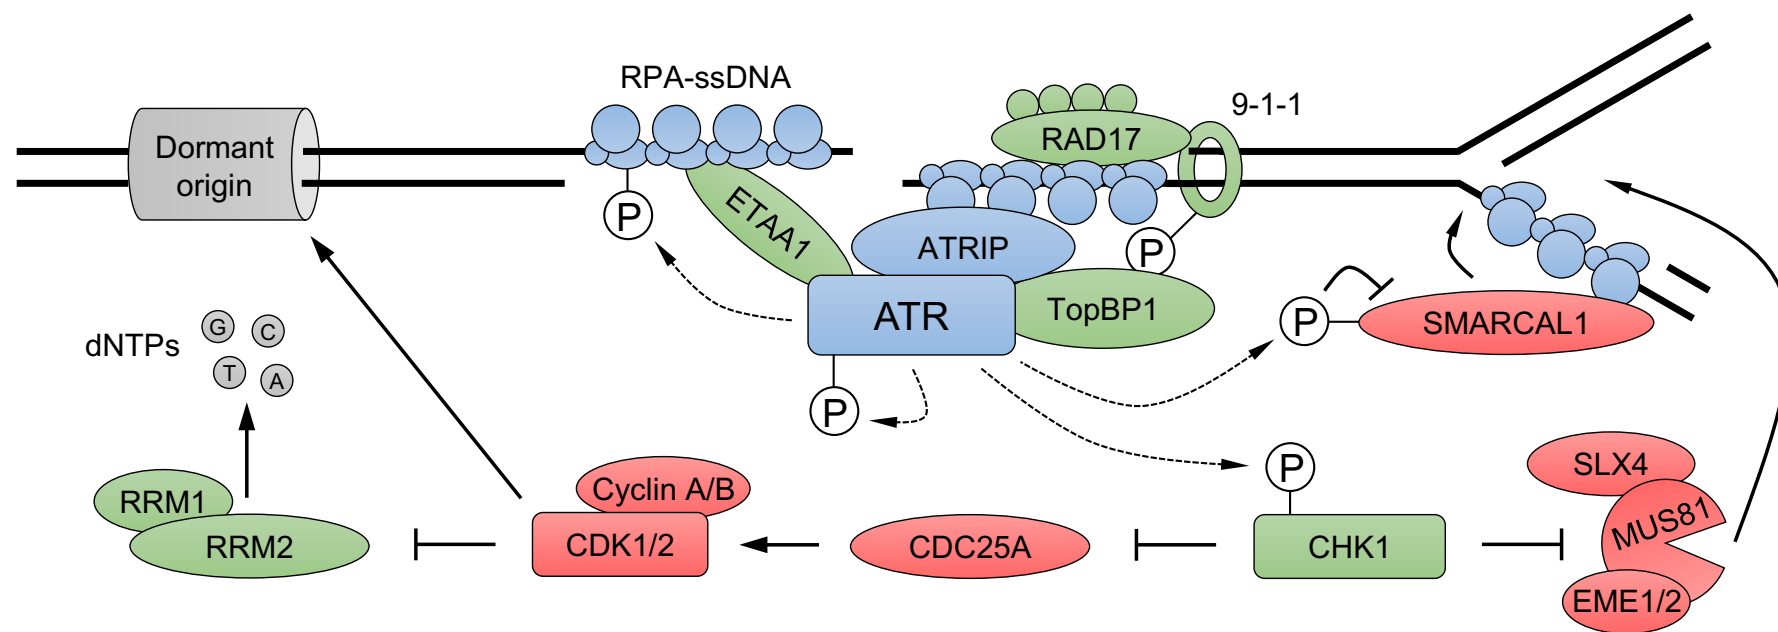 RPA-ssDNA
9-1-1
Dormant
origin
RAD17
P
ETAA1
ATRIP
P
ATR
TopBP1
P
SMARCAL1
dNTPs
G
C
T
A
P
P
SLX4
Cyclin A/B
RRM1
MUS81
RRM2
CDK1/2
CDC25A
CHK1
EME1/2